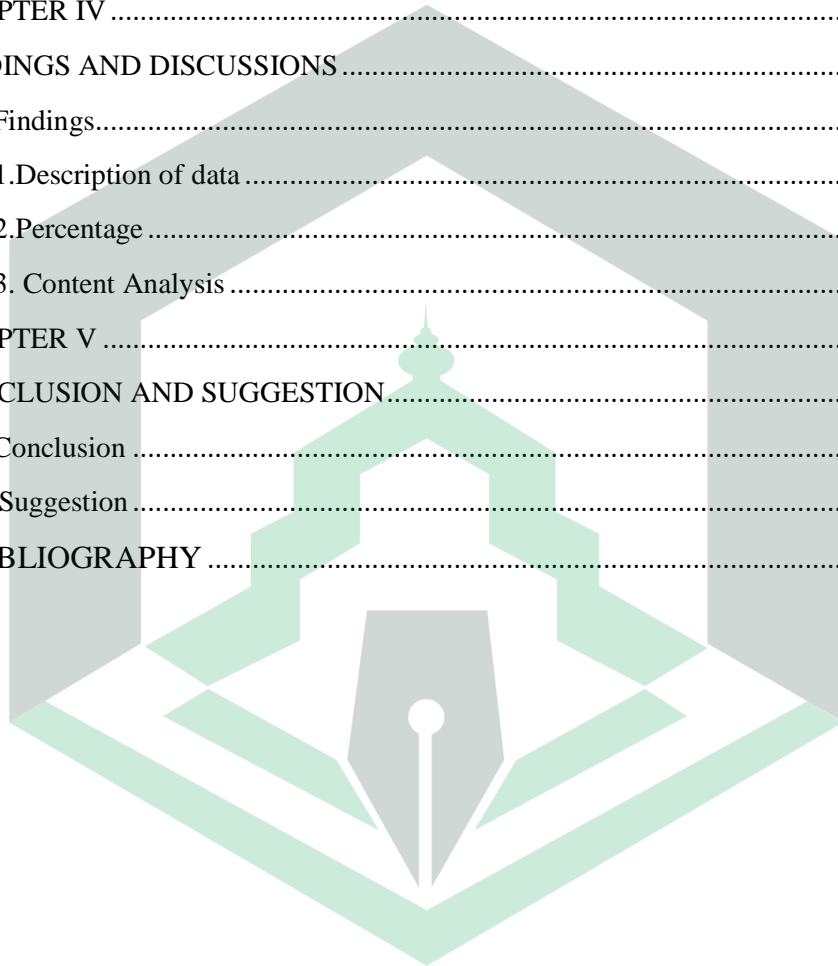 PTER IV ................................................................
DINGS AND DISCUSSIONS ................................................................
Findings................................................................
1.Description of data ................................................................
2.Percentage ................................................................
3. Content Analysis ................................................................
PTER V ................................................................
CLUSION AND SUGGESTION................................................................
Conclusion ................................................................
Suggestion ................................................................
BLIOGRAPHY ................................................................